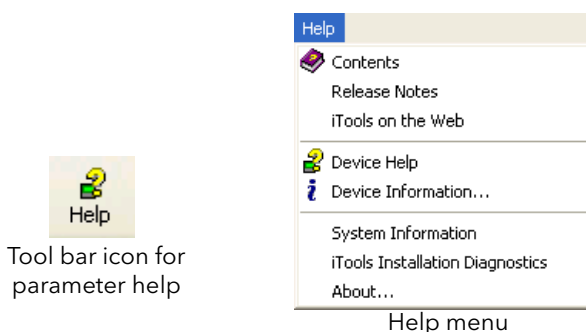 Help
Contents
Release Notes
iTools on the Web
Device Help
Device Information...
System Information
iTools Installation Diagnostics
About...
Help menu
Help
Tool bar icon for
parameter help